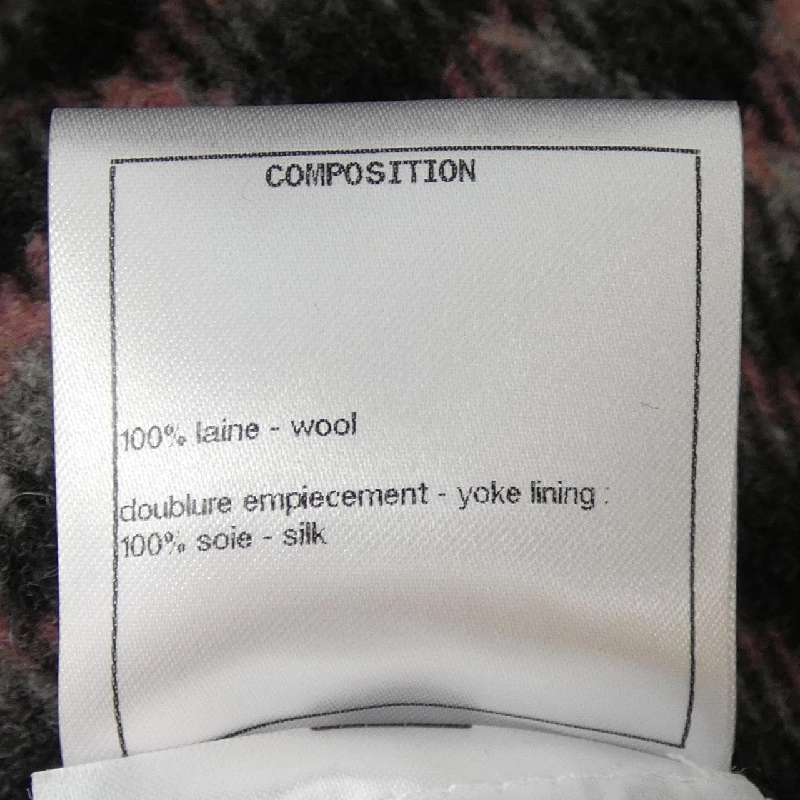 COMPOSITION
100% laine - wool
doublure empiecement - yoke lining :
100% soie - silk